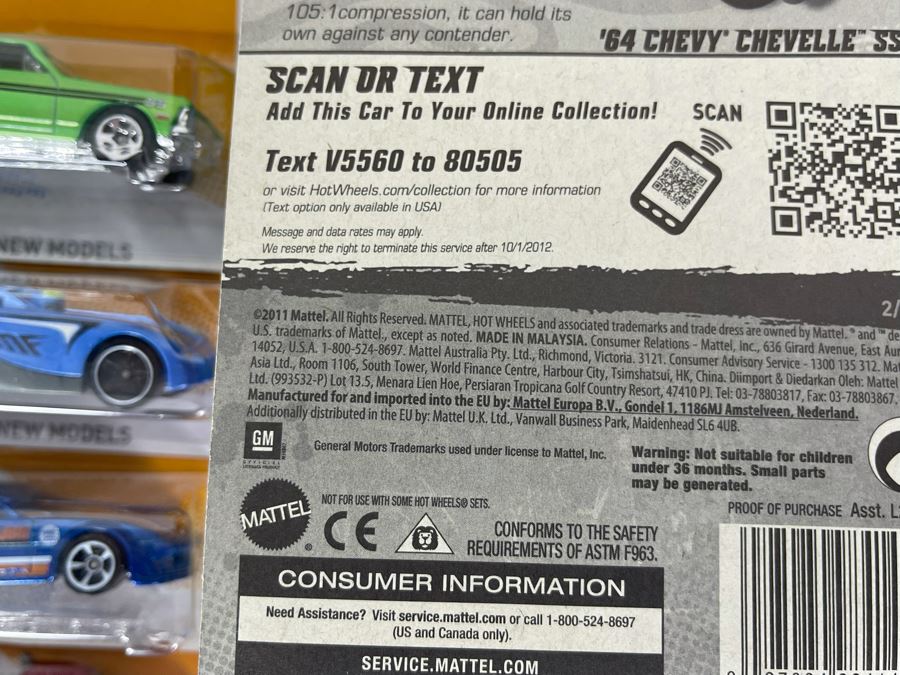 105:1compression, it can hold its
own against any contender.
'64 CHEVY® CHEVELLE™ SS
SCAN OR TEXT
Add This Car To Your Online Collection!
SCAN
Text V5560 to 80505
or visit HotWheels.com/collection for more information
(Text option only available in USA)
Message and data rates may apply.
We reserve the right to terminate this service after 10/1/2012.
NEW MODELS
2/
©2011 Mattel. All Rights Reserved. MATTEL, HOT WHEELS and associated trademarks and trade dress are owned by Mattel. ® and ™ de
U.S. trademarks of Mattel., except as noted. MADE IN MALAYSIA. Consumer Relations - Mattel, Inc., 636 Girard Avenue, East Aur
14052, U.S.A. 1-800-524-8697. Mattel Australia Pty. Ltd., Richmond, Victoria. 3121. Consumer Advisory Service - 1300 135 312. Mat
Asia Ltd., Room 1106, South Tower, World Finance Centre, Harbour City, Tsimshatsui, HK, China. Diimport & Diedarkan Oleh: Mattel
Ltd. (993532-P) Lot 13.5, Menara Lien Hoe, Persiaran Tropicana Golf Country Resort, 47410 PJ. Tel: 03-78803817, Fax: 03-78803867.
Manufactured for and imported into the EU by: Mattel Europa B.V., Gondel 1, 1186MJ Amstelveen, Nederland.
Additionally distributed in the EU by: Mattel U.K. Ltd., Vanwall Business Park, Maidenhead SL6 4UB.
NEW MODELS
GM
OFFICIAL
LICENSED PRODUCT
General Motors Trademarks used under license to Mattel, Inc.
Warning: Not suitable for children
under 36 months. Small parts
may be generated.
MATTEL
NOT FOR USE WITH SOME HOT WHEELS® SETS.
CE
CONFORMS TO THE SAFETY
REQUIREMENTS OF ASTM F963.
PROOF OF PURCHASE Asst. L
CONSUMER INFORMATION
Need Assistance? Visit service.mattel.com or call 1-800-524-8697
(US and Canada only).
SERVICE.MATTEL.COM